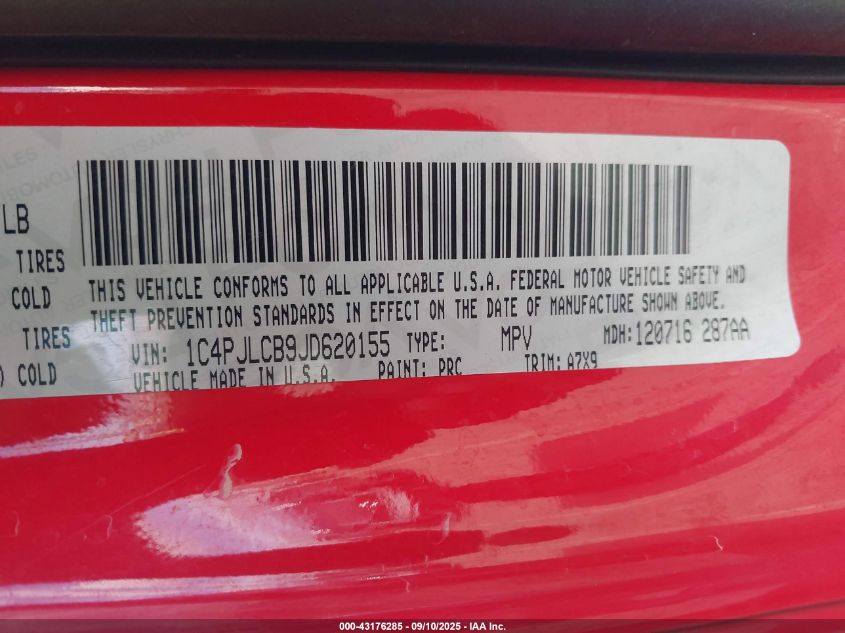 LB
TIRES
COLD
TIRES
) COLD
THIS VEHICLE CONFORMS TO ALL APPLICABLE U.S.A. FEDERAL MOTOR VEHICLE SAFETY AND
THEFT PREVENTION STANDARDS IN EFFECT ON THE DATE OF MANUFACTURE SHOWN ABOVE.
VIN: 1C4PJLCB9JD620155 TYPE: MPV MDH:120716 287AA
VEHICLE MADE IN U.S.A. PAINT: PRC TRIM: A7X9
000-43176285 - 09/10/2025 - IAA Inc.